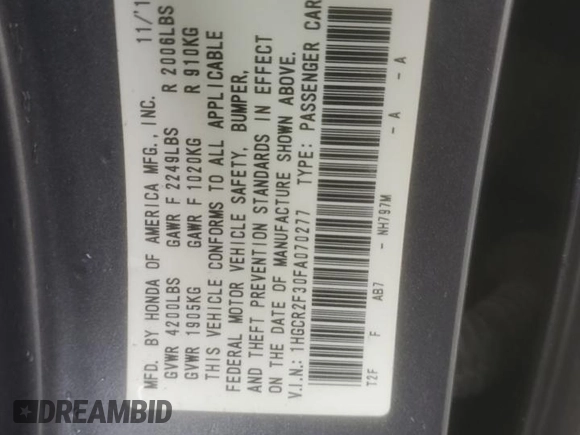 MFD. BY HONDA OF AMERICA MFG., INC. 11/1
GVWR 4200LBS GAWR F 2249LBS R 2006LBS
GVWR 1905KG GAWR F 1020KG R 910KG
THIS VEHICLE CONFORMS TO ALL APPLICABLE
FEDERAL MOTOR VEHICLE SAFETY, BUMPER,
AND THEFT PREVENTION STANDARDS IN EFFECT
ON THE DATE OF MANUFACTURE SHOWN ABOVE.
V.I.N.: 1HGCR2F30FA070277 TYPE: PASSENGER CAR
T2F F AB7 - NH797M - A - A
DREAMBID